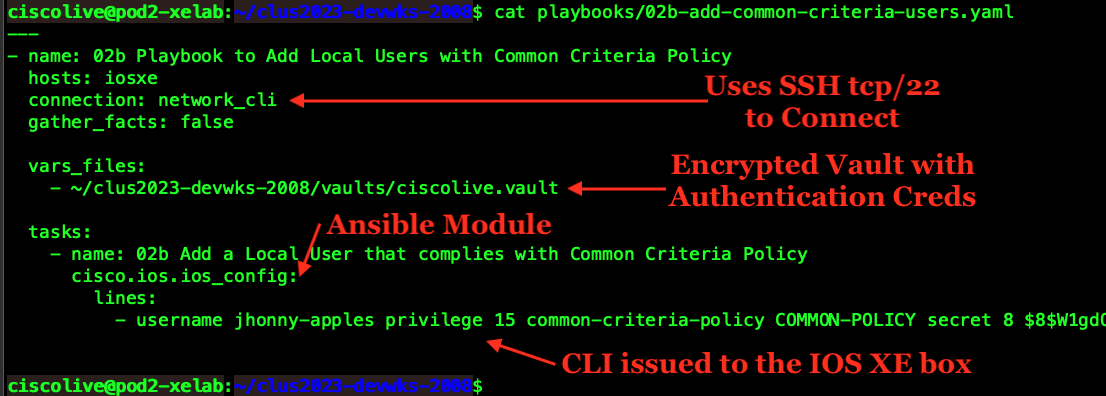 ciscolive@pod2-xelab:~/clus2023-devwks-2008$ cat playbooks/02b-add-common-criteria-users.yaml
---
- name: 02b Playbook to Add Local Users with Common Criteria Policy
hosts: iosxe
connection: network_cli
Uses SSH tcp/22
to Connect
gather_facts: false
vars_files:
- ~/clus2023-devwks-2008/vaults/ciscolive.vault
Encrypted Vault with
Authentication Creds
Ansible Module
tasks:
- name: 02b Add a Local User that complies with Common Criteria Policy
cisco.ios.ios_config:
lines:
- username jhonny-apples privilege 15 common-criteria-policy COMMON-POLICY secret 8 $8$W1gd
CLI issued to the IOS XE box
ciscolive@pod2-xelab:~/clus2023-devwks-2008$